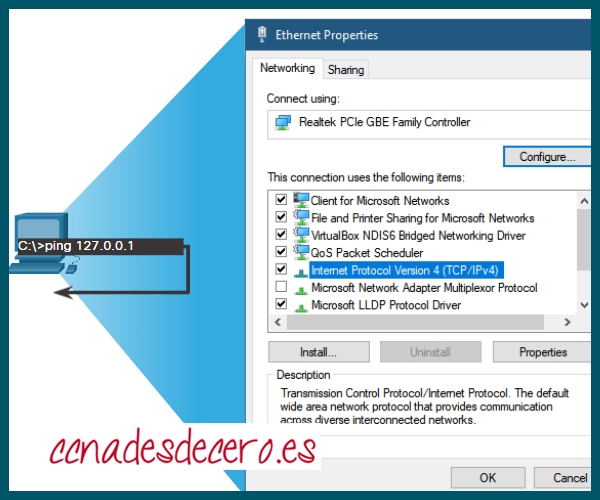 Ethernet Properties
Networking
Sharing
Connect using:
Realtek PCIe GBE Family Controller
Configure...
This connection uses the following items:
Client for Microsoft Networks
File and Printer Sharing for Microsoft Networks
VirtualBox NDIS6 Bridged Networking Driver
QoS Packet Scheduler
Internet Protocol Version 4 (TCP/IPv4)
Microsoft Network Adapter Multiplexor Protocol
Microsoft LLDP Protocol Driver
Install...
Uninstall
Properties
Description
Transmission Control Protocol/Internet Protocol. The default
wide area network protocol that provides communication
across diverse interconnected networks.
OK
Cancel
C:\>ping 127.0.0.1
ccnadesdecero.es